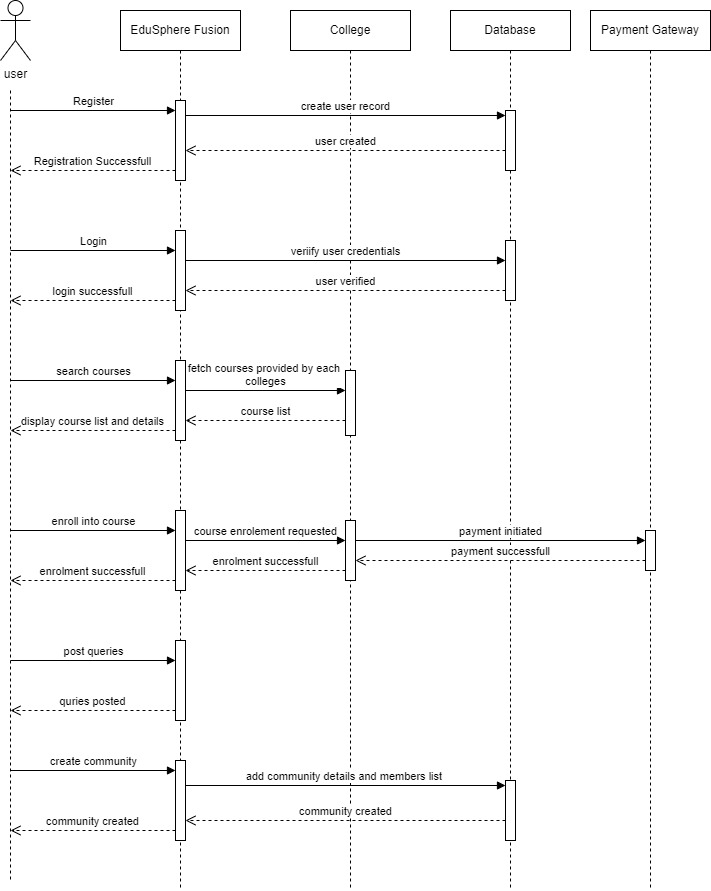 EduSphere Fusion
College
Database
Payment Gateway
user
Register
create user record
user created
Registration Successfull
Login
veriify user credentials
user verified
login successfull
search courses
fetch courses provided by each
colleges
course list
display course list and details
enroll into course
course enrolement requested
payment initiated
payment successfull
enrolment successfull
enrolment successfull
post queries
quries posted
create community
add community details and members list
community created
community created